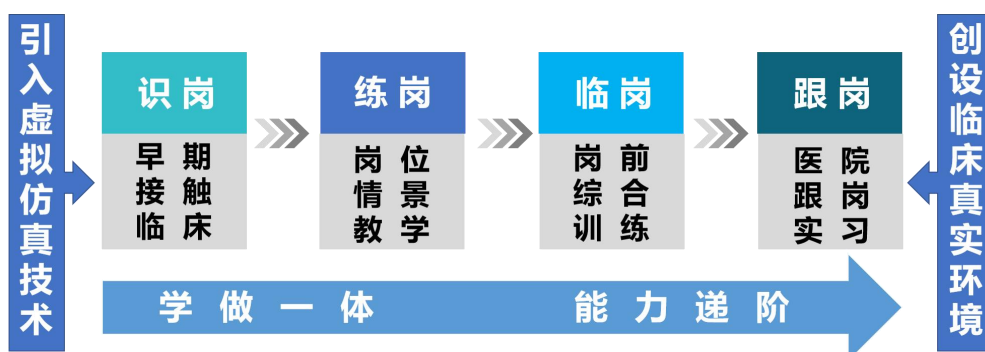 引入虚拟仿真技术
识岗
早期
接触
临床
练岗
岗位
情景
教学
临岗
岗前
综合
训练
跟岗
医院
跟岗
实习
创设临床真实环境
学做一体 能力递阶